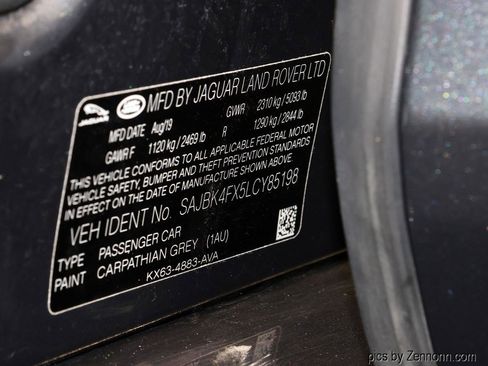 MFD BY JAGUAR LAND ROVER LTD
MFD DATE Aug/19 GVWR 2310 kg / 5093 lb
GAWR F 1120 kg / 2469 lb R 1290 kg / 2844 lb
THIS VEHICLE CONFORMS TO ALL APPLICABLE FEDERAL MOTOR
VEHICLE SAFETY, BUMPER AND THEFT PREVENTION STANDARDS
IN EFFECT ON THE DATE OF MANUFACTURE SHOWN ABOVE.
VEH IDENT No. SAJBK4FX5LCY85198
TYPE PASSENGER CAR
PAINT CARPATHIAN GREY (1AU)
KX63-4883-AVA
pics by Zennonn.com